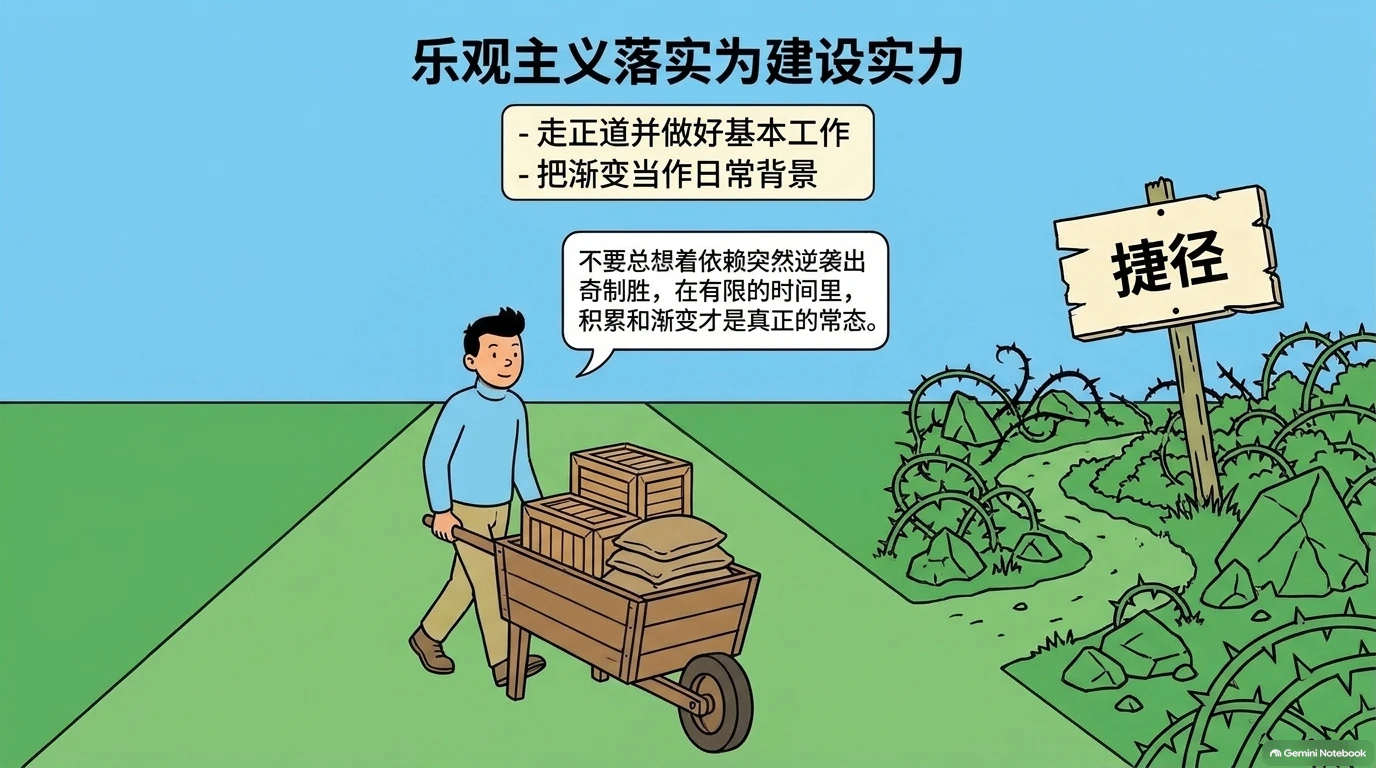 乐观主义落实为建设实力
- 走正道并做好基本工作
- 把渐变当作日常背景
不要总想着依赖突然逆袭出
奇制胜，在有限的时间里，
积累和渐变才是真正的常态。
捷径
Gemini Notebook